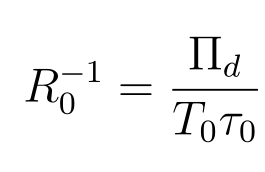 $R_0^{-1} = \frac{\Pi_d}{T_0 \tau_0}$